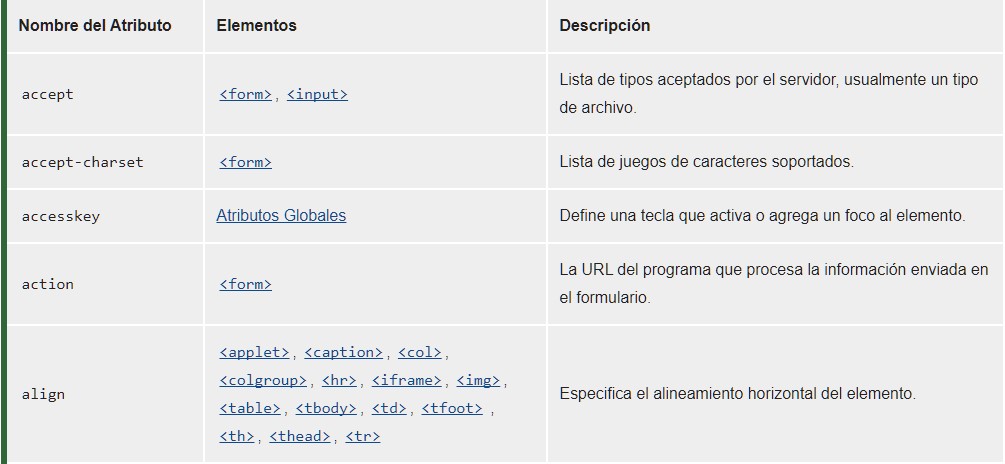 Nombre del Atributo Elementos Descripción
accept <form>, <input> Lista de tipos aceptados por el servidor, usualmente un tipo
de archivo.
accept-charset <form> Lista de juegos de caracteres soportados.
accesskey Atributos Globales Define una tecla que activa o agrega un foco al elemento.
action <form> La URL del programa que procesa la información enviada en
el formulario.
align <applet>, <caption>, <col>,
<colgroup>, <hr>, <iframe>, <img>,
<table>, <tbody>, <td>, <tfoot> ,
<th>, <thead>, <tr>
Especifica el alineamiento horizontal del elemento.